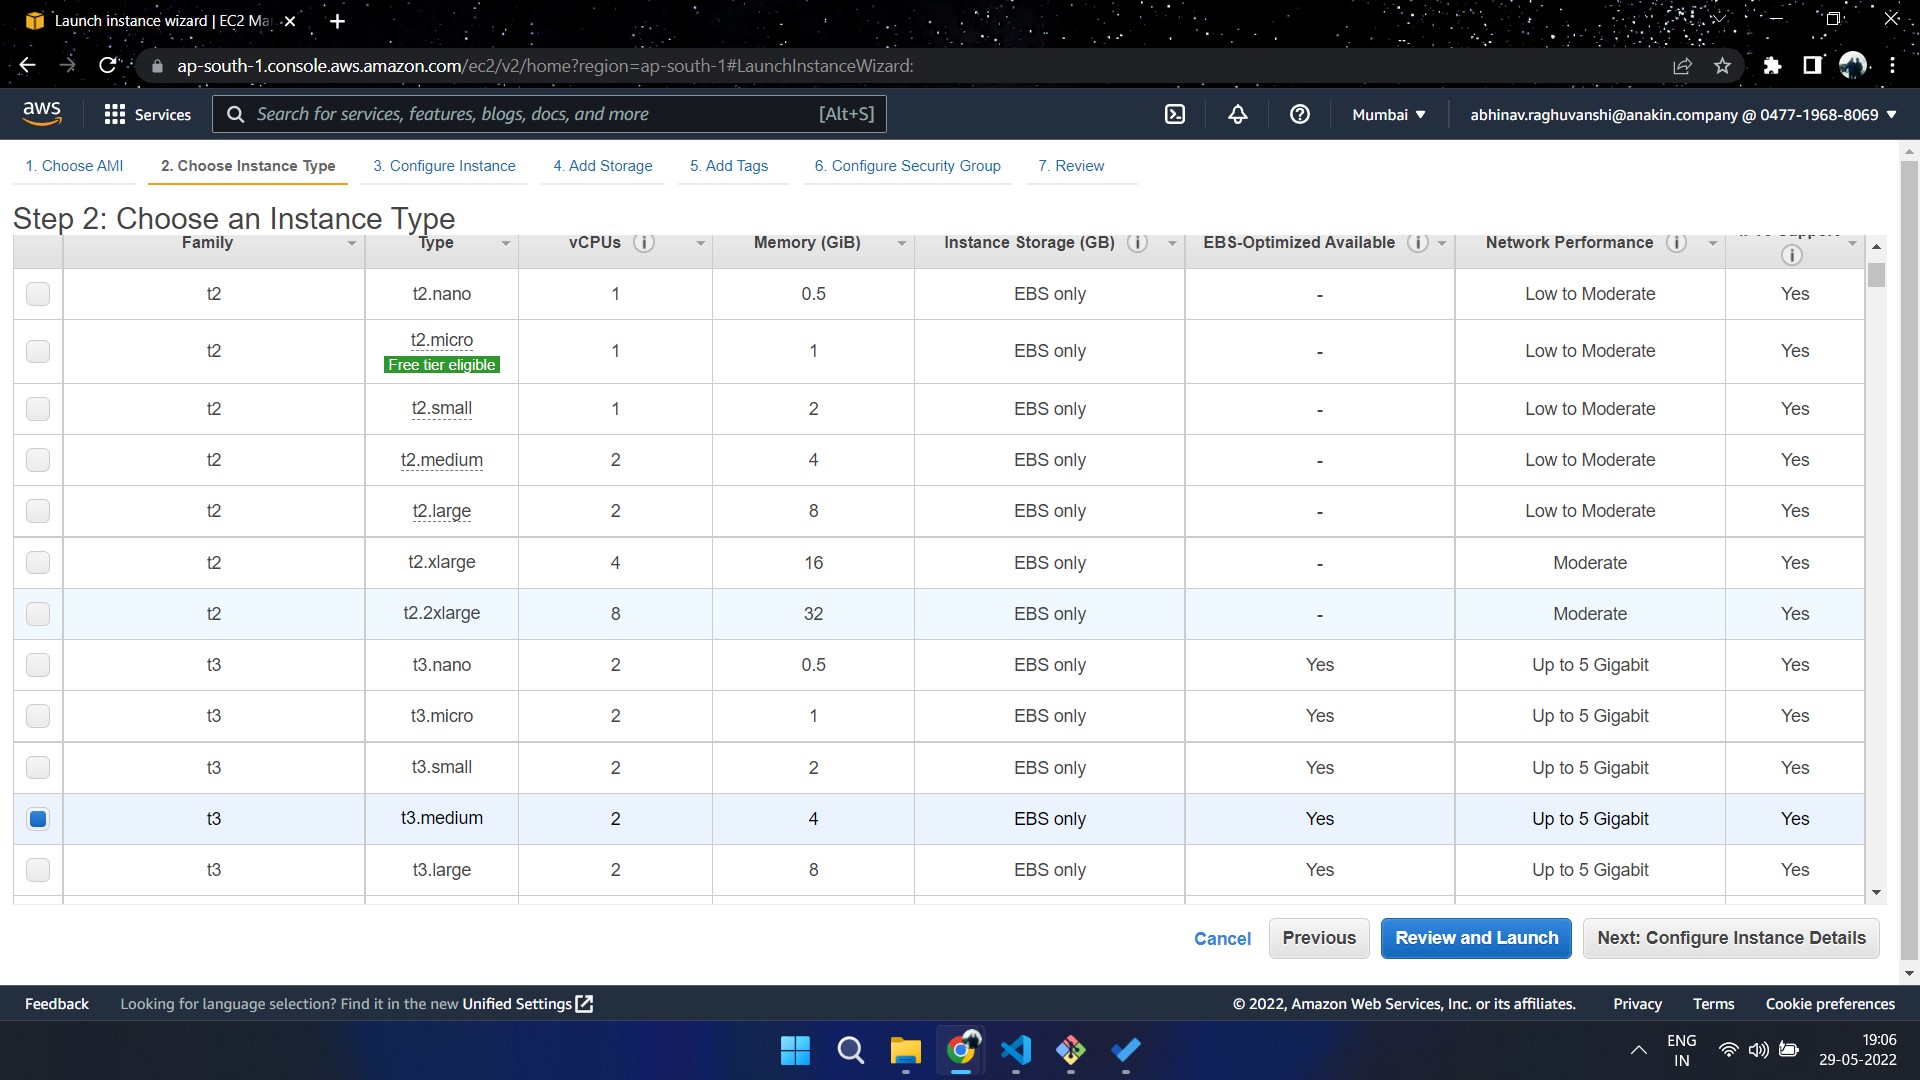 Launch instance wizard | EC2 Ma
ap-south-1.console.aws.amazon.com/ec2/v2/home?region=ap-south-1#LaunchInstanceWizard:
aws Services Search for services, features, blogs, docs, and more [Alt+S] Mumbai abhinav.raghuvanshi@anakin.company @ 0477-1968-8069
1. Choose AMI 2. Choose Instance Type 3. Configure Instance 4. Add Storage 5. Add Tags 6. Configure Security Group 7. Review
Step 2: Choose an Instance Type
Family Type vCPUs Memory (GiB) Instance Storage (GB) EBS-Optimized Available Network Performance
t2 t2.nano 1 0.5 EBS only - Low to Moderate Yes
t2 t2.micro 1 1 EBS only - Low to Moderate Yes
Free tier eligible
t2 t2.small 1 2 EBS only - Low to Moderate Yes
t2 t2.medium 2 4 EBS only - Low to Moderate Yes
t2 t2.large 2 8 EBS only - Low to Moderate Yes
t2 t2.xlarge 4 16 EBS only - Moderate Yes
t2 t2.2xlarge 8 32 EBS only - Moderate Yes
t3 t3.nano 2 0.5 EBS only Yes Up to 5 Gigabit Yes
t3 t3.micro 2 1 EBS only Yes Up to 5 Gigabit Yes
t3 t3.small 2 2 EBS only Yes Up to 5 Gigabit Yes
t3 t3.medium 2 4 EBS only Yes Up to 5 Gigabit Yes
t3 t3.large 2 8 EBS only Yes Up to 5 Gigabit Yes
Cancel Previous Review and Launch Next: Configure Instance Details
Feedback Looking for language selection? Find it in the new Unified Settings © 2022, Amazon Web Services, Inc. or its affiliates. Privacy Terms Cookie preferences
ENG 19:06
IN 29-05-2022